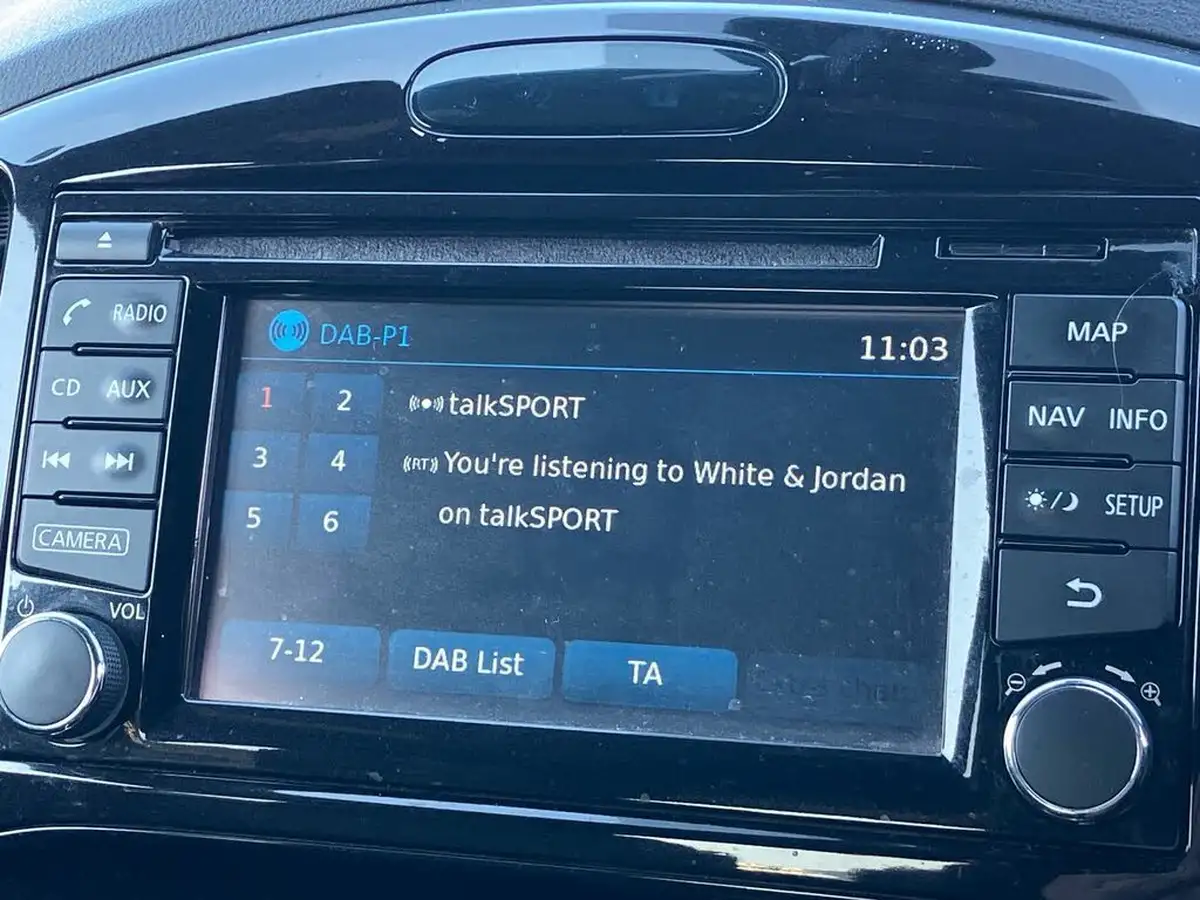 RADIO
CD AUX
CAMERA
VOL
DAB-P1
11:03
1 2
3 4
5 6
talkSPORT
RT You're listening to White & Jordan
on talkSPORT
7-12 DAB List TA
MAP
NAV INFO
SETUP